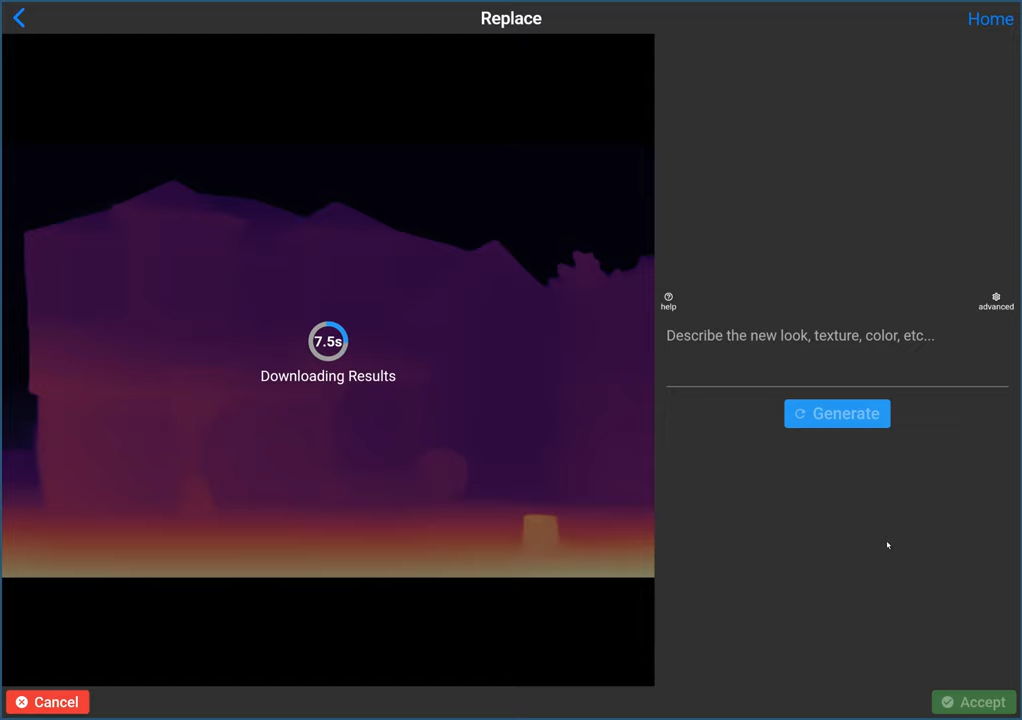 Replace
Home
7.5s
Downloading Results
help
advanced
Describe the new look, texture, color, etc...
Generate
Cancel
Accept